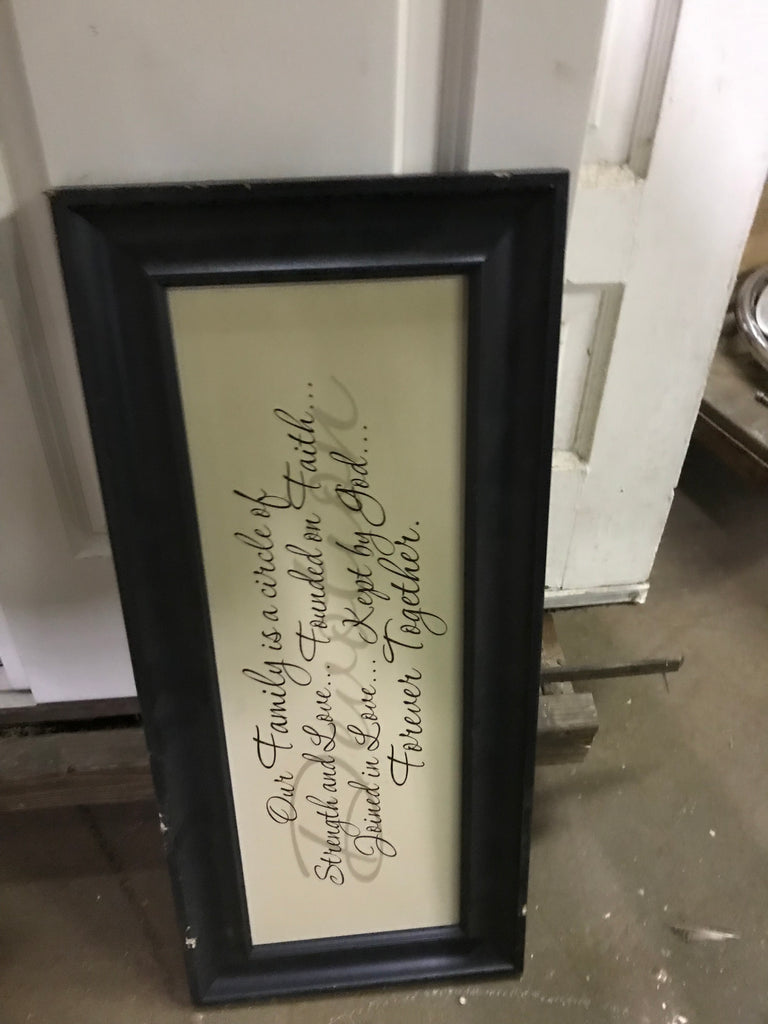 Our Family is a circle of
Strength and Love... Founded on Faith...
Joined in Love... Kept by God...
Forever Together.